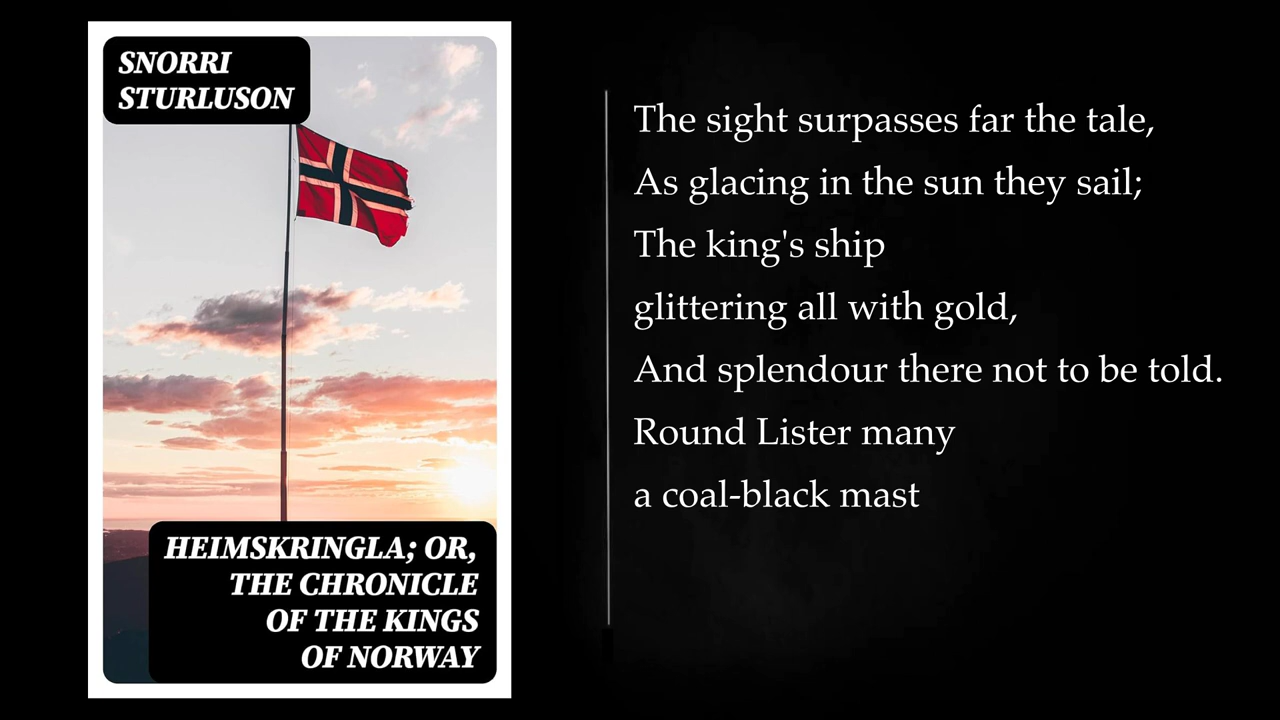 SNORRI
STURLUSON
HEIMSKRINGLA; OR,
THE CHRONICLE
OF THE KINGS
OF NORWAY
The sight surpasses far the tale,
As glacing in the sun they sail;
The king's ship
glittering all with gold,
And splendour there not to be told.
Round Lister many
a coal-black mast